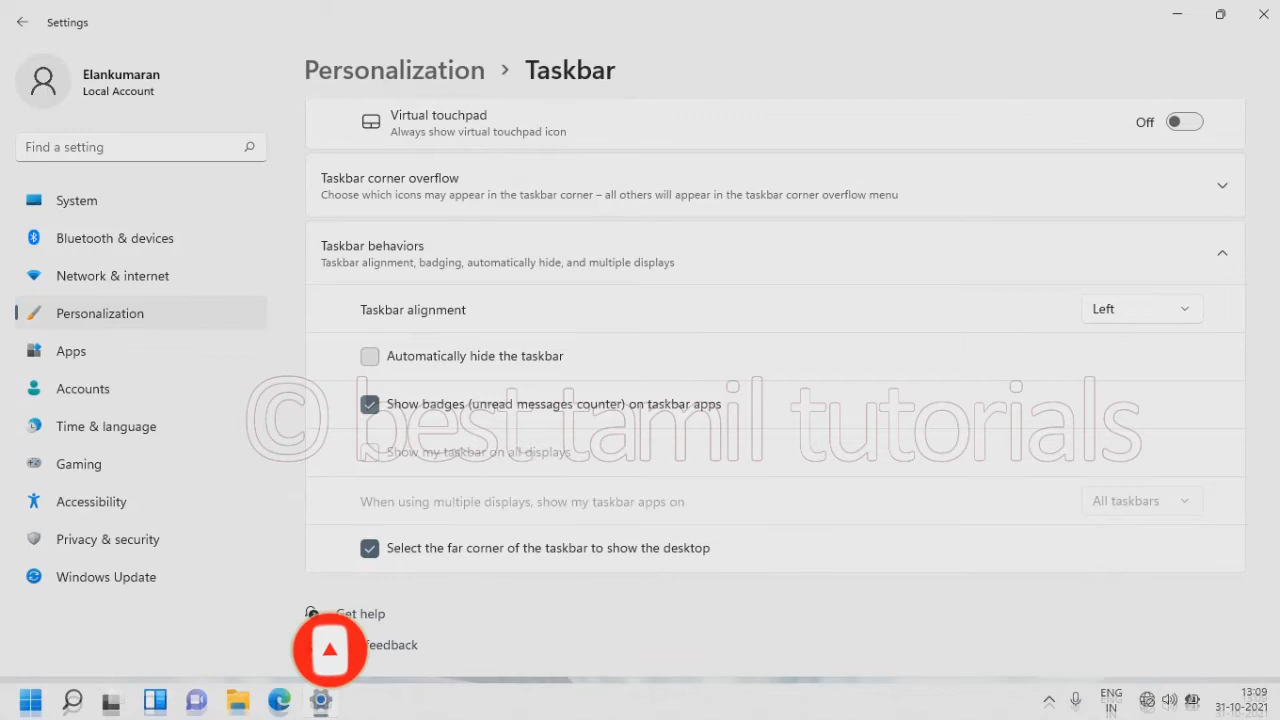 Settings
Elankumaran
Local Account
Find a setting
System
Bluetooth & devices
Network & internet
Personalization
Apps
Accounts
Time & language
Gaming
Accessibility
Privacy & security
Windows Update
Personalization > Taskbar
Virtual touchpad
Always show virtual touchpad icon
Off
Taskbar corner overflow
Choose which icons may appear in the taskbar corner – all others will appear in the taskbar corner overflow menu
Taskbar behaviors
Taskbar alignment, badging, automatically hide, and multiple displays
Taskbar alignment
Left
Automatically hide the taskbar
Show badges (unread messages counter) on taskbar apps
© best tamil tutorials
Show my taskbar on all displays
When using multiple displays, show my taskbar apps on
All taskbars
Select the far corner of the taskbar to show the desktop
Get help
feedback
ENG
IN
13:09
31-10-2021